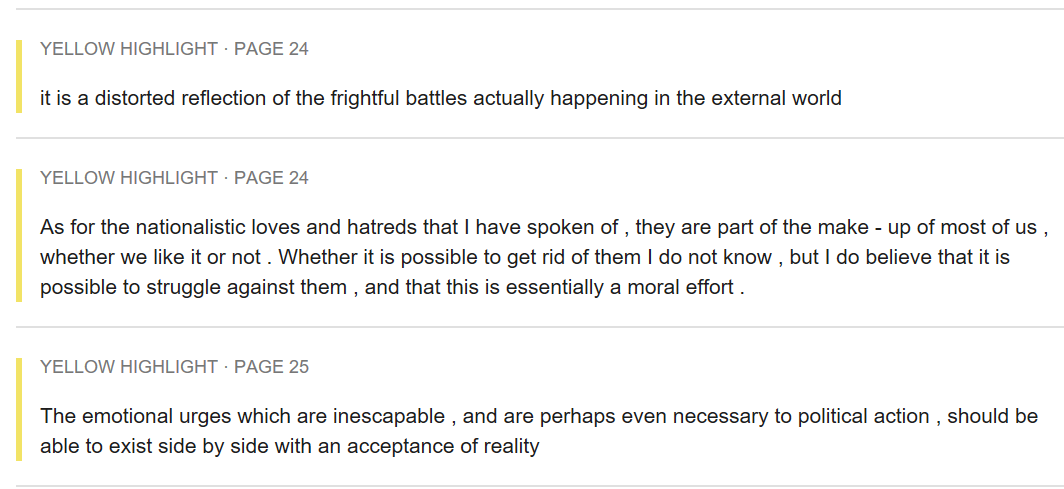 YELLOW HIGHLIGHT · PAGE 24
it is a distorted reflection of the frightful battles actually happening in the external world
YELLOW HIGHLIGHT · PAGE 24
As for the nationalistic loves and hatreds that I have spoken of , they are part of the make - up of most of us ,
whether we like it or not . Whether it is possible to get rid of them I do not know , but I do believe that it is
possible to struggle against them , and that this is essentially a moral effort .
YELLOW HIGHLIGHT · PAGE 25
The emotional urges which are inescapable , and are perhaps even necessary to political action , should be
able to exist side by side with an acceptance of reality